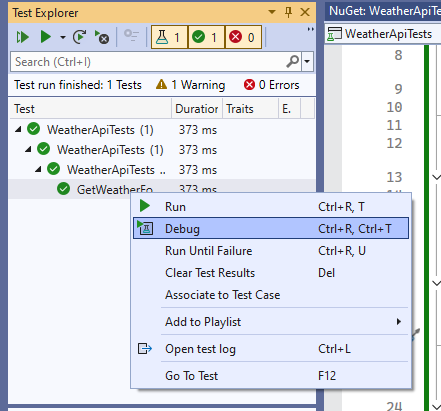 Test Explorer
1 1 0
Search (Ctrl+I)
Test run finished: 1 Tests 1 Warning 0 Errors
Test Duration Traits E.
WeatherApiTests (1) 373 ms
WeatherApiTests (1) 373 ms
WeatherApiTests .. 373 ms
GetWeatherFo... 373 ms
Run Ctrl+R, T
Debug Ctrl+R, Ctrl+T
Run Until Failure Ctrl+R, U
Clear Test Results Del
Associate to Test Case
Add to Playlist
Open test log Ctrl+L
Go To Test F12
NuGet: WeatherApiTe
WeatherApiTests
8
9
10
11
12
13
24